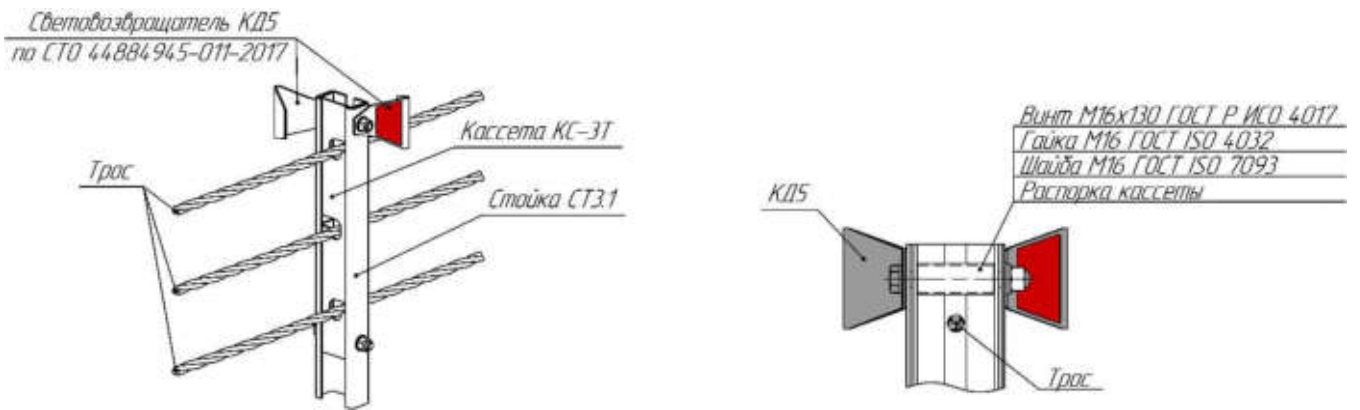 Световозвращатель КД5
по СТО 44884945-011-2017
Кассета КС-3Т
Трос
Стойка СТ3.1
Винт М16х130 ГОСТ Р ИСО 4017
Гайка М16 ГОСТ ISO 4032
Шайба М16 ГОСТ ISO 7093
Распорка кассеты
КД5
Трос